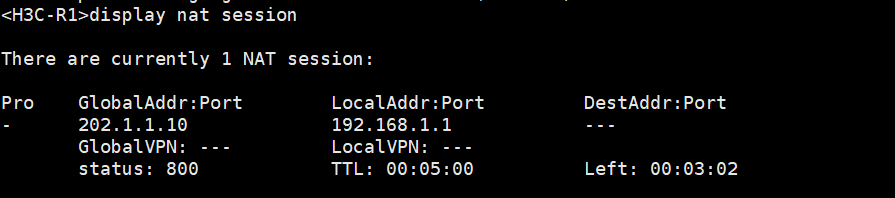 <H3C-R1>display nat session
There are currently 1 NAT session:
Pro GlobalAddr:Port LocalAddr:Port DestAddr:Port
- 202.1.1.10 192.168.1.1 ---
GlobalVPN: --- LocalVPN: ---
status: 800 TTL: 00:05:00 Left: 00:03:02